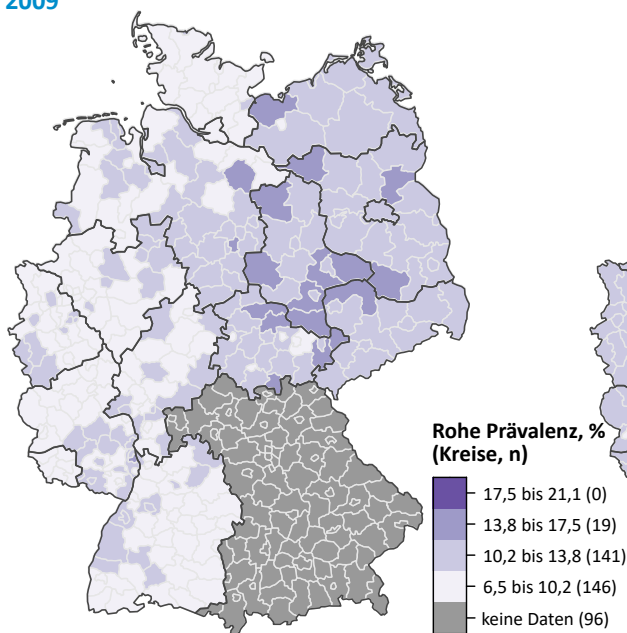 2009
Rohe Prävalenz, %
(Kreise, n)
17,5 bis 21,1 (0)
13,8 bis 17,5 (19)
10,2 bis 13,8 (141)
6,5 bis 10,2 (146)
keine Daten (96)